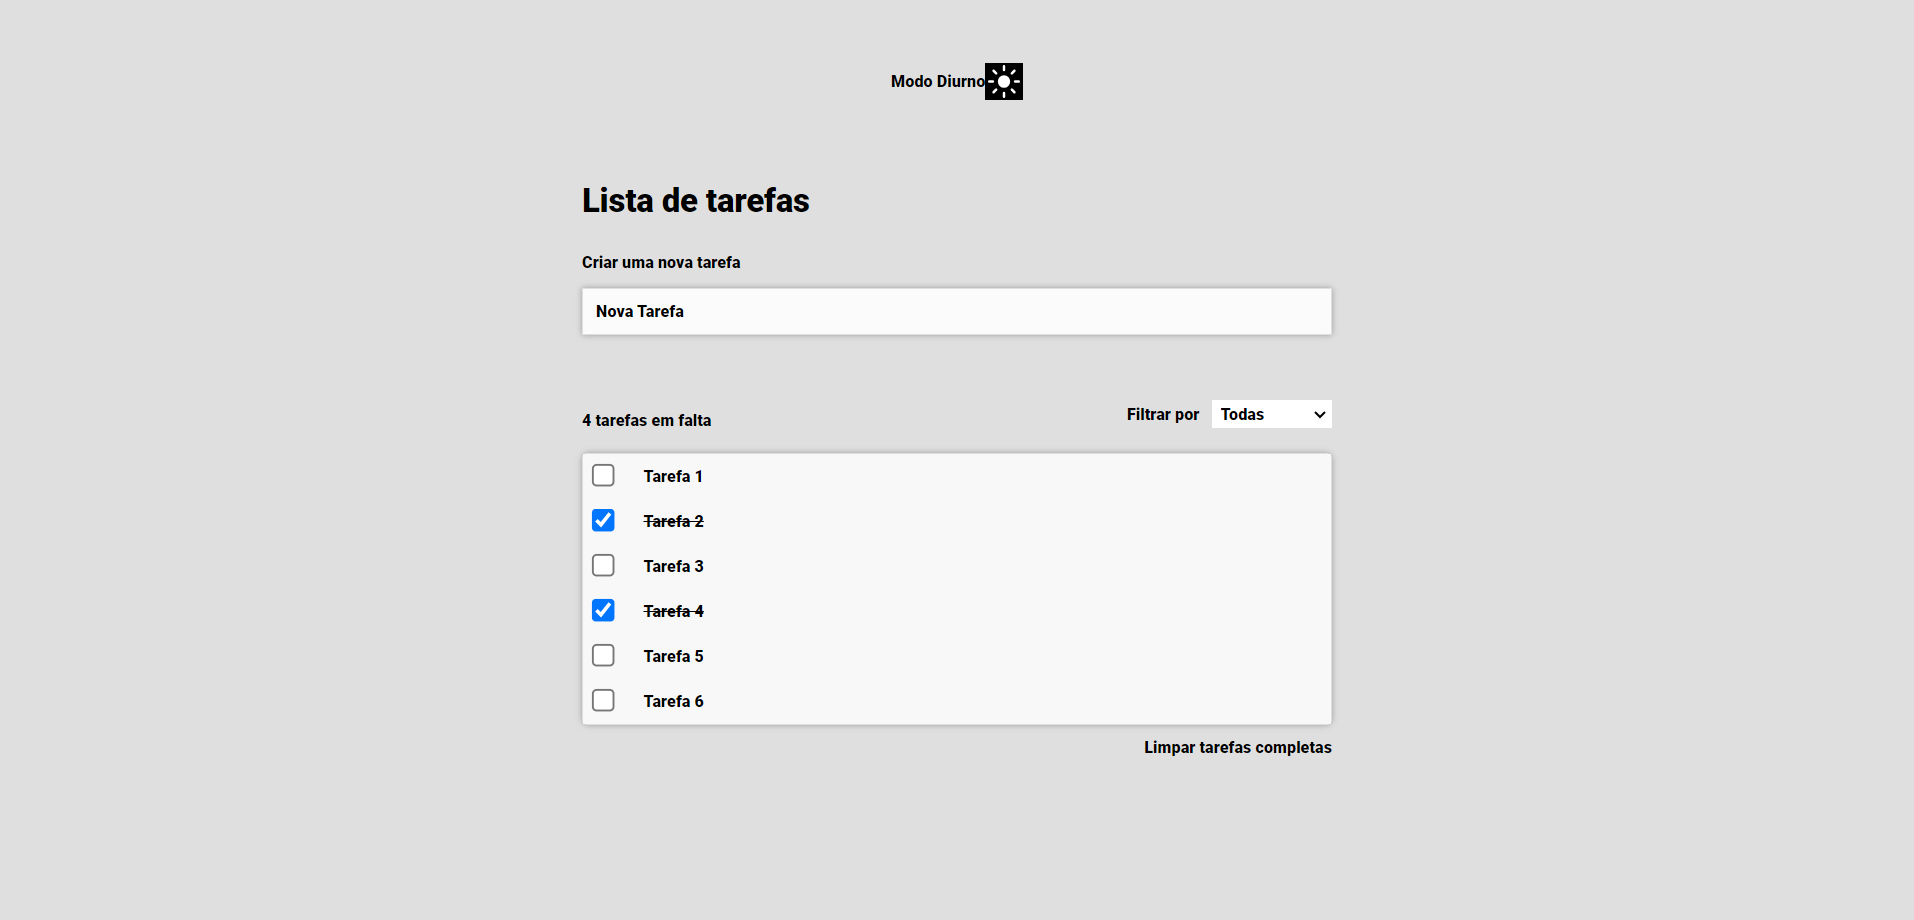 Modo Diurno
Lista de tarefas
Criar uma nova tarefa
Nova Tarefa
4 tarefas em falta
Filtrar por Todas
Tarefa 1
Tarefa 2
Tarefa 3
Tarefa 4
Tarefa 5
Tarefa 6
Limpar tarefas completas